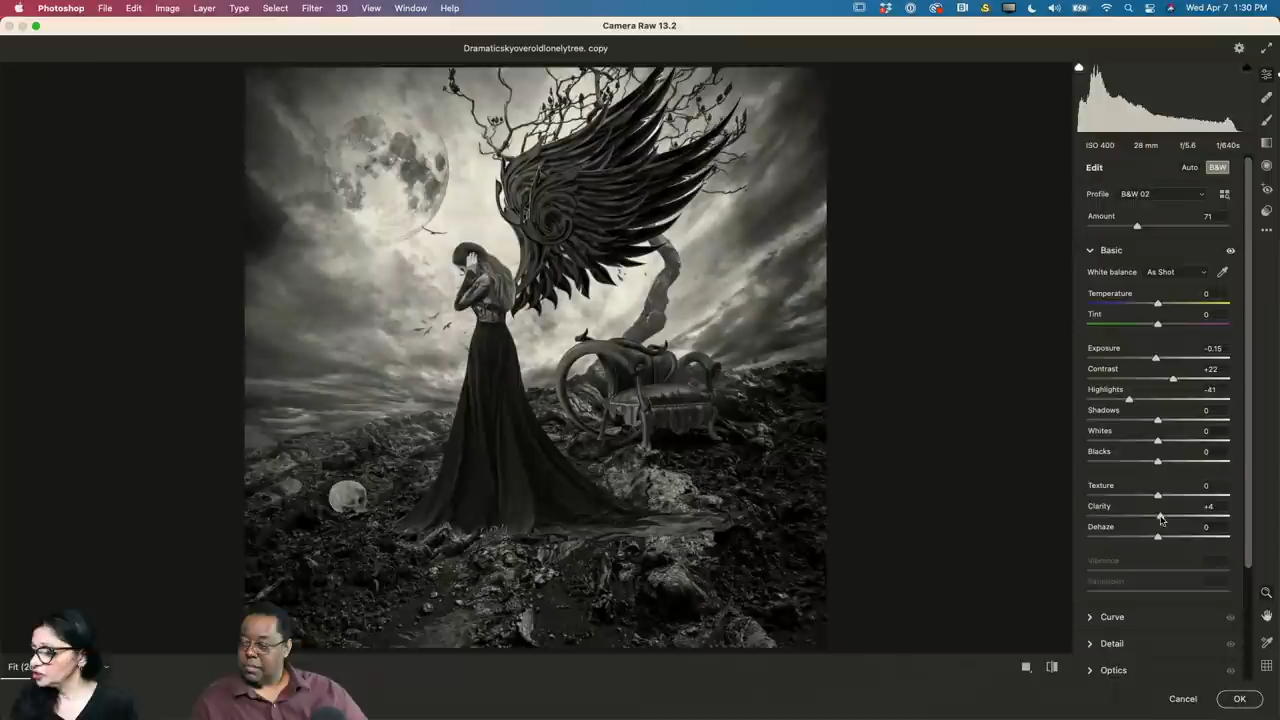 Photoshop File Edit Image Layer Type Select Filter 3D View Window Help Wed Apr 7 1:30 PM
Camera Raw 13.2
Dramaticskyoveroldlonelytree. copy
ISO 400 28 mm f/5.6 1/640s
Edit Auto B&W
Profile B&W 02
Amount 71
Basic
White balance As Shot
Temperature 0
Tint 0
Exposure -0.15
Contrast +22
Highlights -41
Shadows 0
Whites 0
Blacks 0
Texture 0
Clarity +4
Dehaze 0
Vibrance
Saturation
Curve
Detail
Fit
Optics
Cancel OK